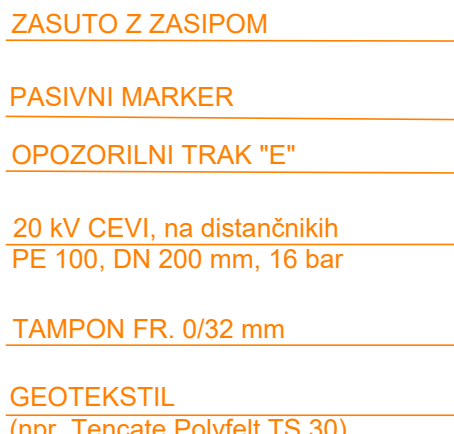 ZASUTO Z ZASIPOM
PASIVNI MARKER
OPOZORILNI TRAK "E"
20 kV CEVI, na distančnikih
PE 100, DN 200 mm, 16 bar
TAMPON FR. 0/32 mm
GEOTEKSTIL
(npr. Tencate Polyfelt TS 30)